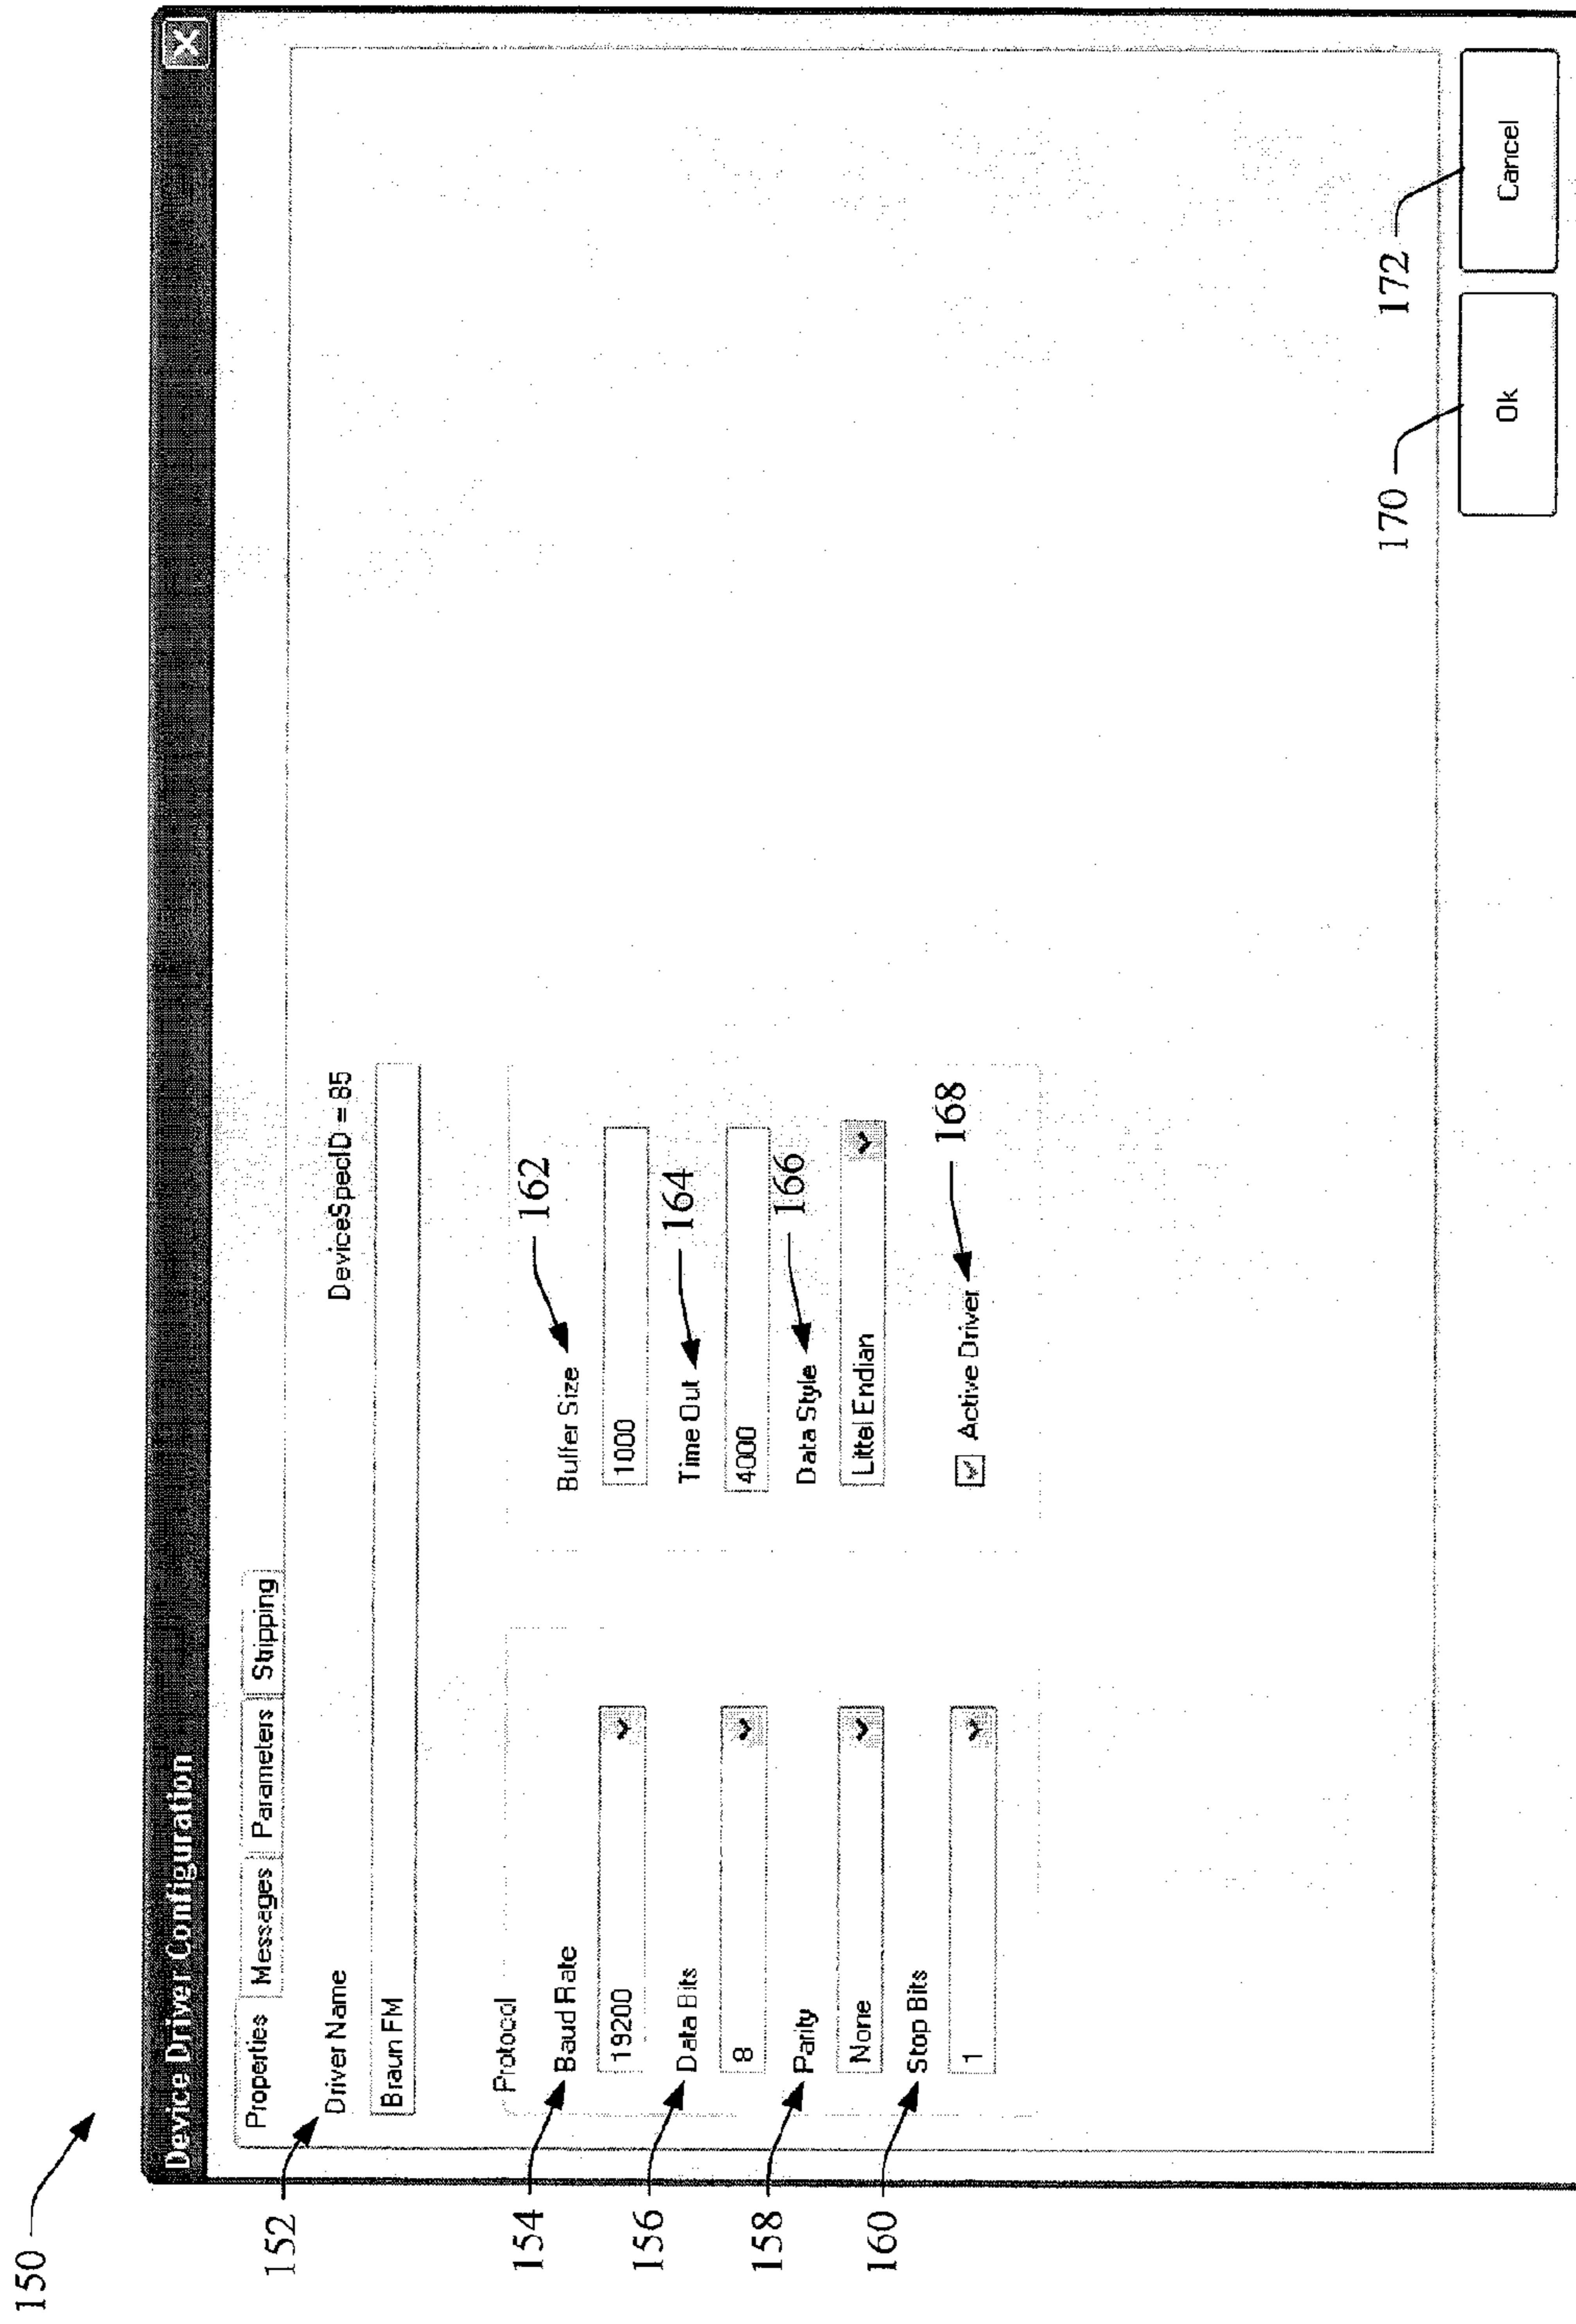 150
Device Driver Configuration X
Properties Messages Parameters Stripping
152
Driver Name DeviceSpecID = 85
Braun FM
Protocol
154 Baud Rate
19200
156 Data Bits
8
158 Parity
None
160 Stop Bits
1
Buffer Size 162
1000
Time Out 164
4000
Data Style 166
Littel Endian
Active Driver 168
170 172
Ok Cancel